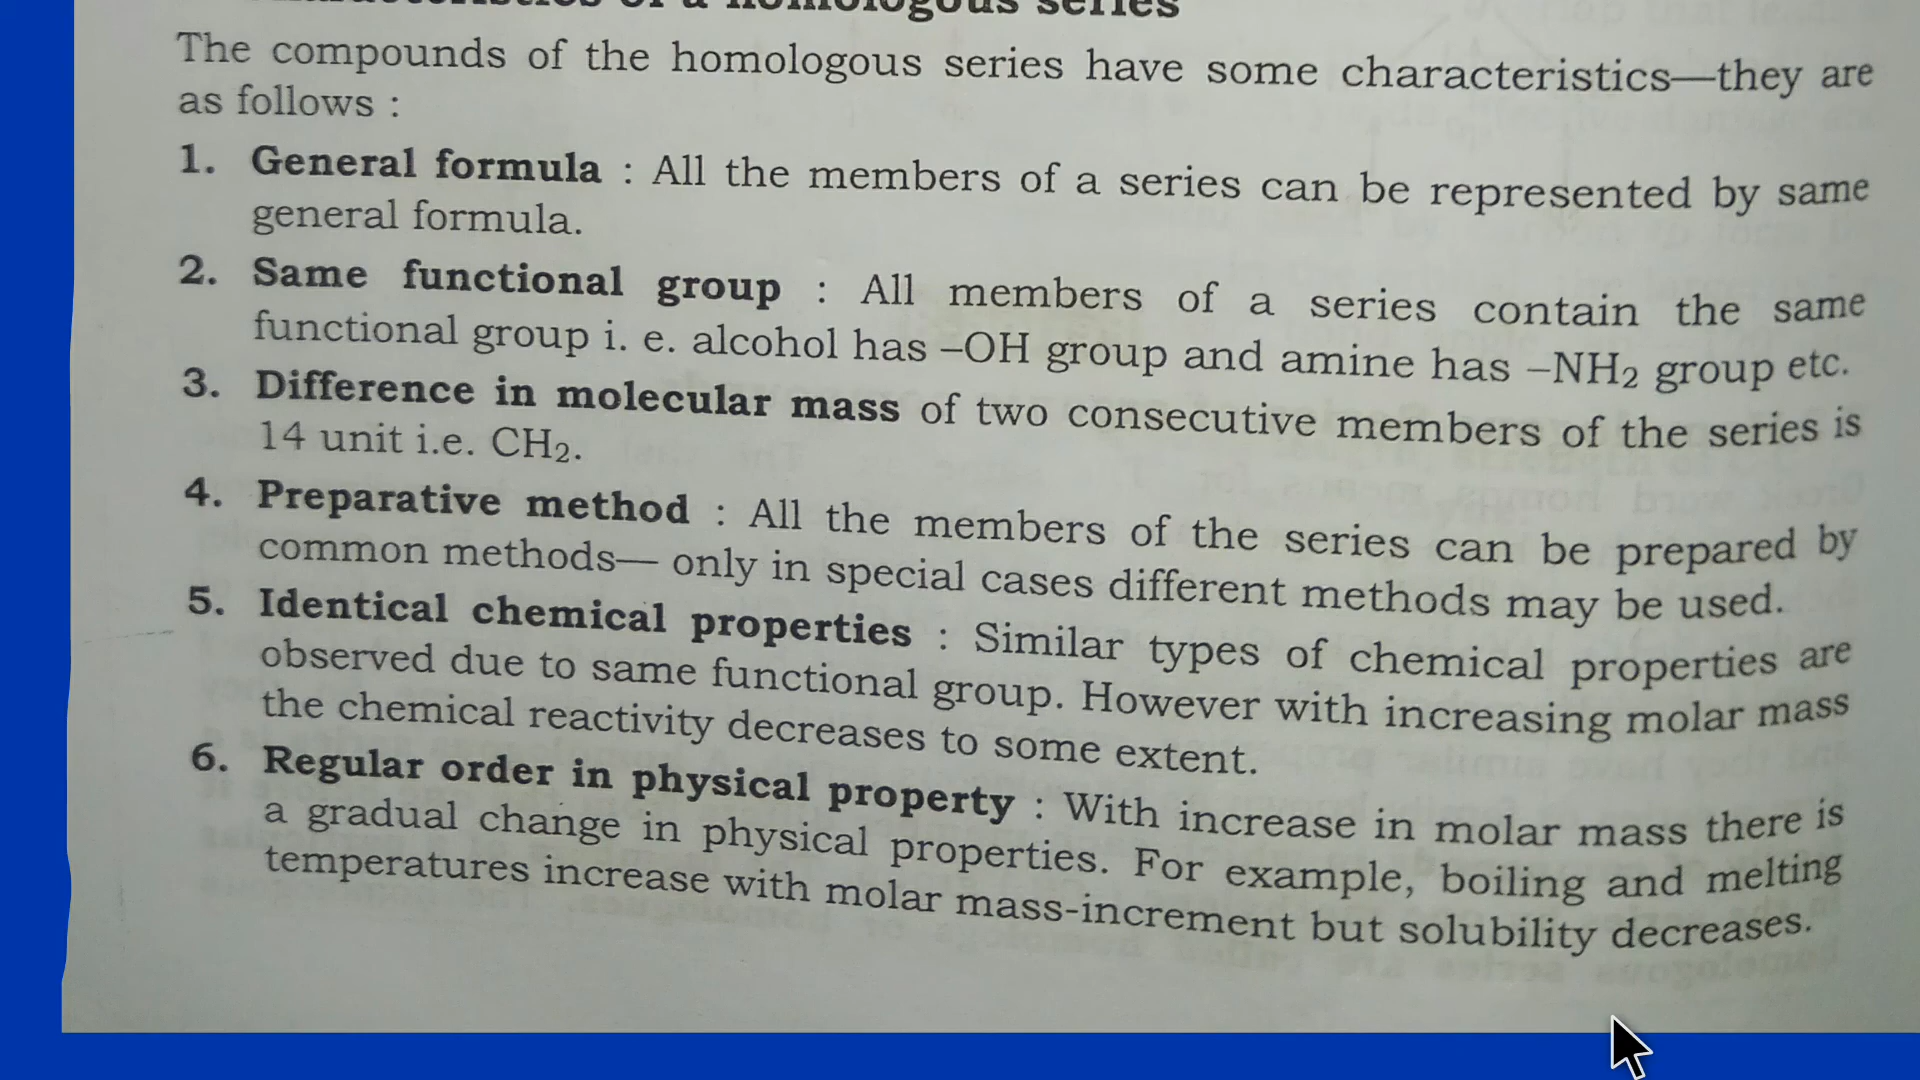 Characteristics of a homologous series
The compounds of the homologous series have some characteristics—they are
as follows :
1. General formula : All the members of a series can be represented by same
general formula.
2. Same functional group : All members of a series contain the same
functional group i. e. alcohol has –OH group and amine has –NH₂ group etc.
3. Difference in molecular mass of two consecutive members of the series is
14 unit i.e. CH₂.
4. Preparative method : All the members of the series can be prepared by
common methods— only in special cases different methods may be used.
5. Identical chemical properties : Similar types of chemical properties are
observed due to same functional group. However with increasing molar mass
the chemical reactivity decreases to some extent.
6. Regular order in physical property : With increase in molar mass there is
a gradual change in physical properties. For example, boiling and melting
temperatures increase with molar mass-increment but solubility decreases.